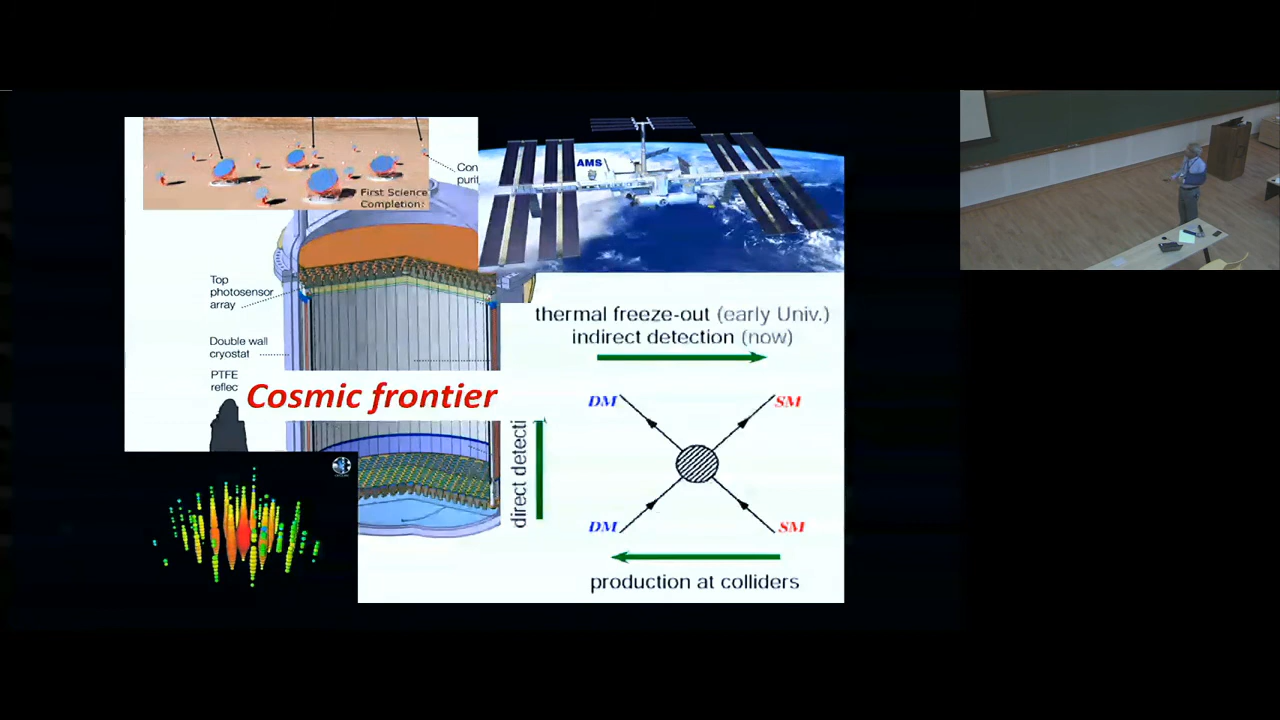 First Science
Completion:
Con
purit
AMS
Top
photosensor
array
Double wall
cryostat
PTFE
reflec
Cosmic frontier
thermal freeze-out (early Univ.)
indirect detection (now)
DM
SM
direct detecti
DM
SM
production at colliders